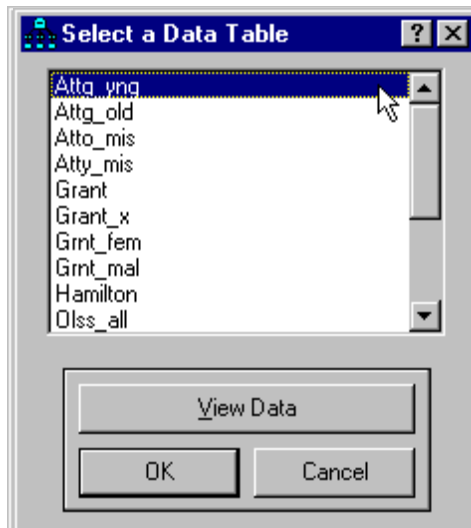 Select a Data Table
Attg_yng
Attg_old
Atto_mis
Atty_mis
Grant
Grant_x
Grnt_fem
Grnt_mal
Hamilton
Olss_all
View Data
OK
Cancel